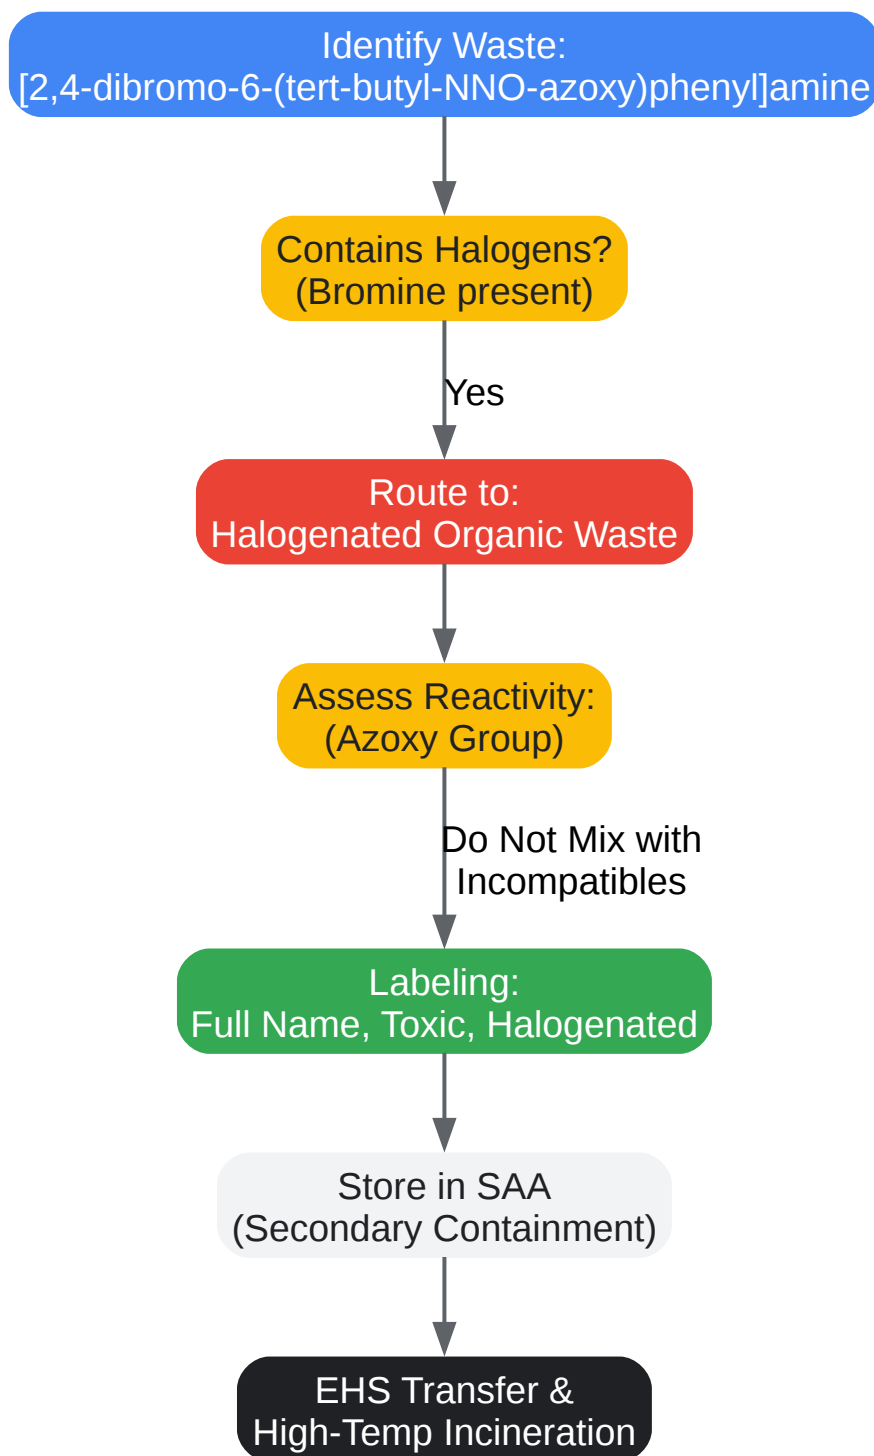 Identify Waste:
[2,4-dibromo-6-(tert-butyl-NNO-azoxy)phenyl]amine
Contains Halogens?
(Bromine present)
Yes
Route to:
Halogenated Organic Waste
Assess Reactivity:
(Azoxy Group)
Do Not Mix with
Incompatibles
Labeling:
Full Name, Toxic, Halogenated
Store in SAA
(Secondary Containment)
EHS Transfer &
High-Temp Incineration